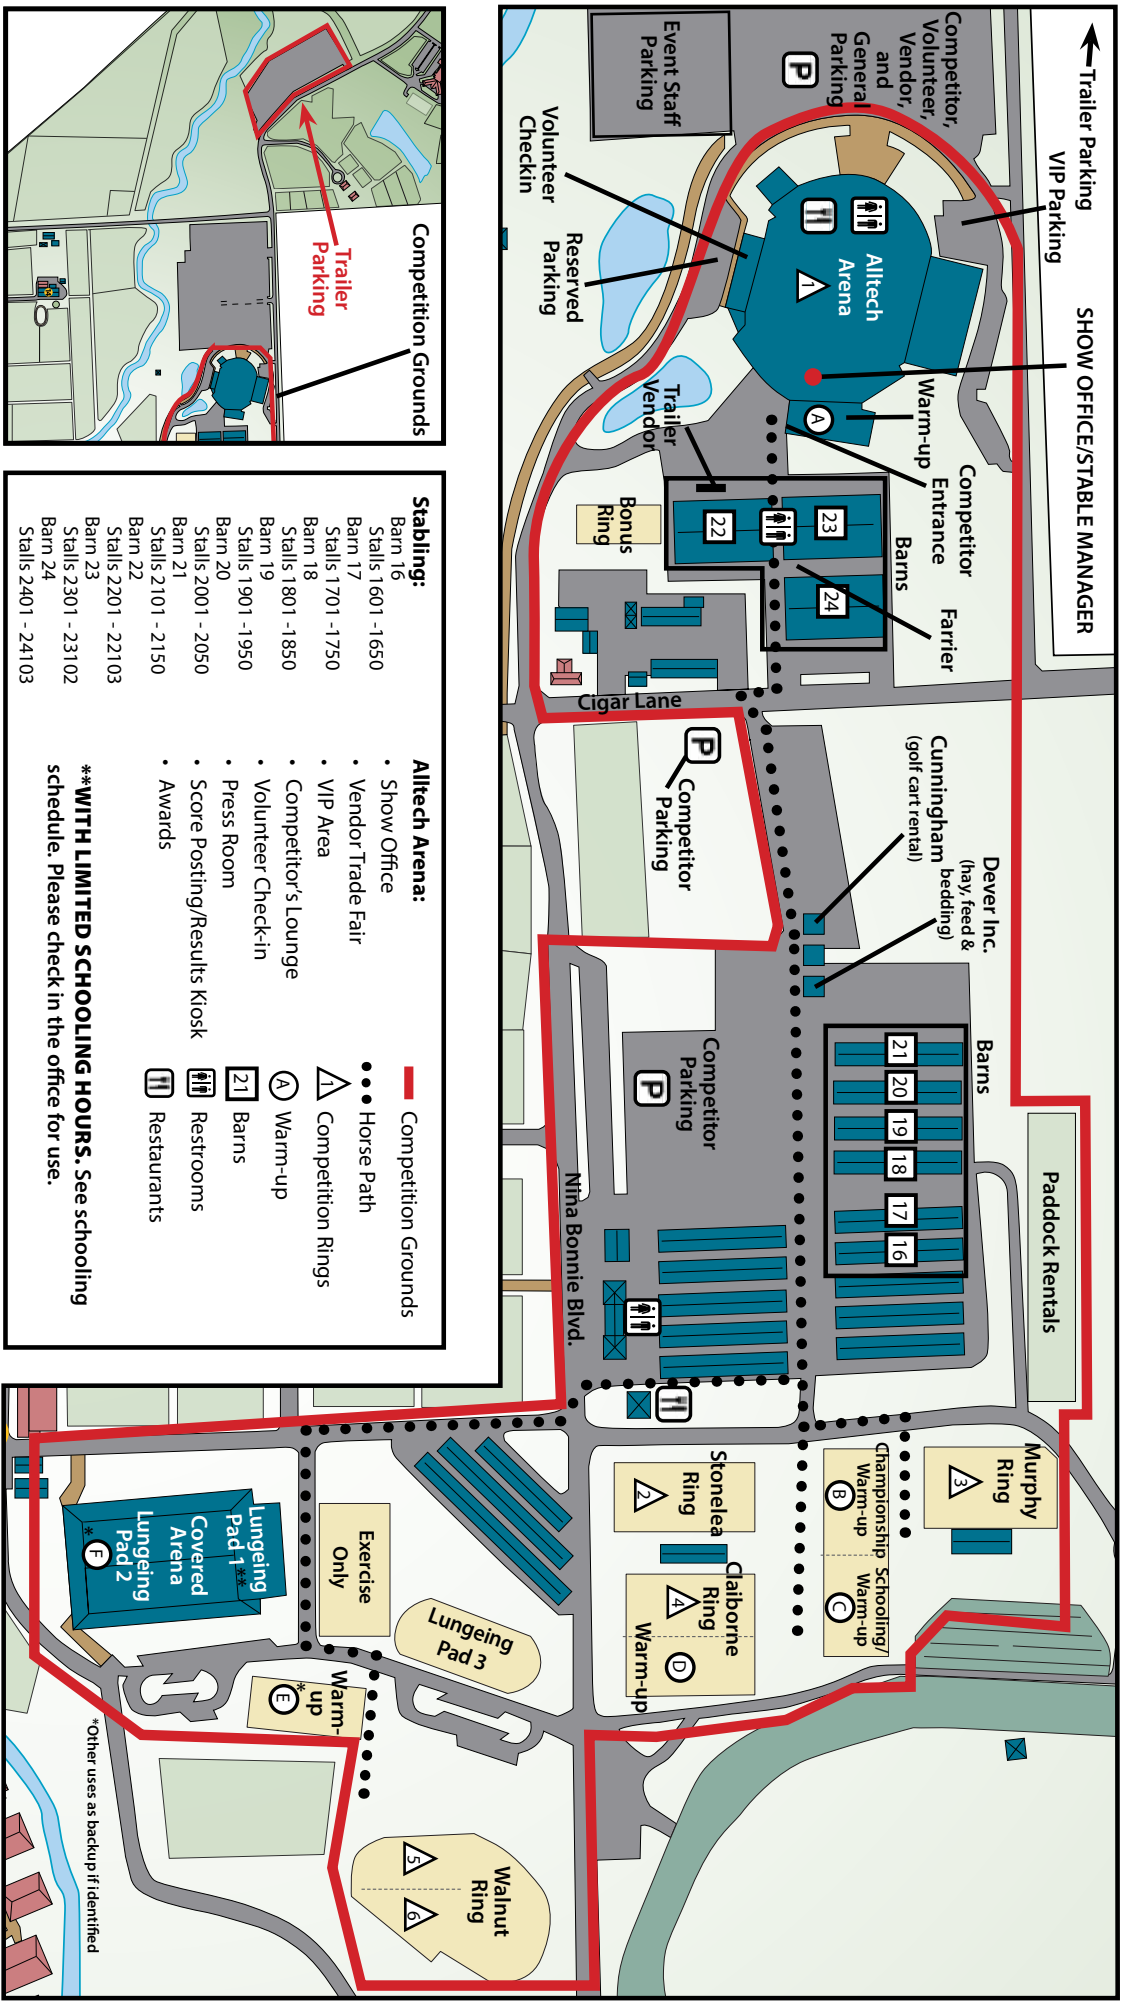 Trailer Parking
VIP Parking
SHOW OFFICE/STABLE MANAGER
Competitor,
Volunteer,
Vendor,
and
General
Parking
P
Event Staff
Parking
Volunteer
Checkin
Reserved
Parking
Alltech
Arena
1
A
Warm-up
Competitor
Entrance
Trailer
Vendor
Barns
23
22
24
Farrier
Bonus
Ring
Cigar Lane
P
Competitor
Parking
Cunningham
(golf cart rental)
Dever Inc.
(hay, feed &
bedding)
Barns
21
20
19
18
17
16
Competitor
Parking
P
Nina Bonnie Blvd.
Paddock Rentals
Murphy
Ring
3
Championship
Warm-up
B
Schooling/
Warm-up
C
Stonelea
Ring
2
Claiborne
Ring
4
Warm-up
D
Exercise
Only
Lungeing
Pad 3
Lungeing
Pad 1**
Covered
Arena
Lungeing
Pad 2
*
F
Warm-
up
*
E
Walnut
Ring
5
6
*Other uses as backup if identified
Competition Grounds
Trailer
Parking
Stabling:
Barn 16
Stalls 1601 -1650
Barn 17
Stalls 1701 -1750
Barn 18
Stalls 1801 -1850
Barn 19
Stalls 1901 -1950
Barn 20
Stalls 2001 - 2050
Barn 21
Stalls 2101 - 2150
Barn 22
Stalls 2201 - 22103
Barn 23
Stalls 2301 - 23102
Barn 24
Stalls 2401 - 24103
Alltech Arena:
• Show Office
• Vendor Trade Fair
• VIP Area
• Competitor's Lounge
• Volunteer Check-in
• Press Room
• Score Posting/Results Kiosk
• Awards
Competition Grounds
Horse Path
1 Competition Rings
A Warm-up
21 Barns
Restrooms
Restaurants
**WITH LIMITED SCHOOLING HOURS. See schooling
schedule. Please check in the office for use.